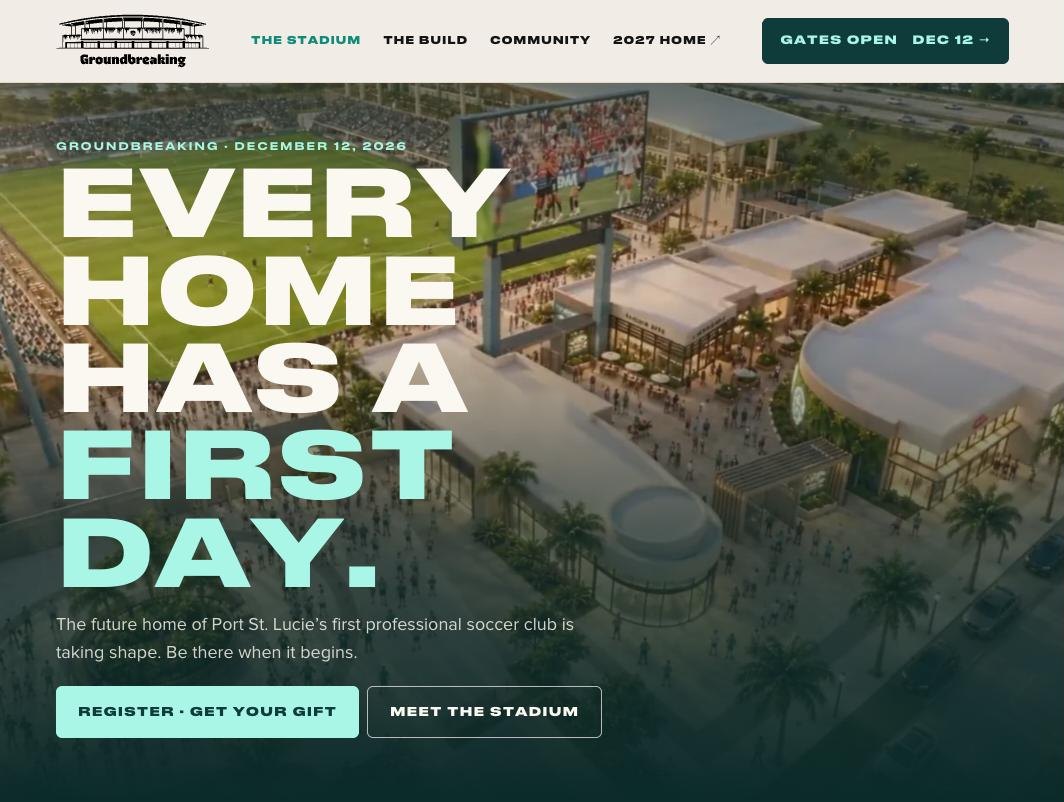 Groundbreaking
THE STADIUM
THE BUILD
COMMUNITY
2027 HOME ↗
GATES OPEN DEC 12 →
GROUNDBREAKING · DECEMBER 12, 2026
EVERY
HOME
HAS A
FIRST
DAY.
The future home of Port St. Lucie’s first professional soccer club is
taking shape. Be there when it begins.
REGISTER · GET YOUR GIFT
MEET THE STADIUM